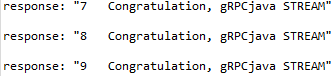 response: "7   Congratulation, gRPCjava STREAM"
response: "8   Congratulation, gRPCjava STREAM"
response: "9   Congratulation, gRPCjava STREAM"